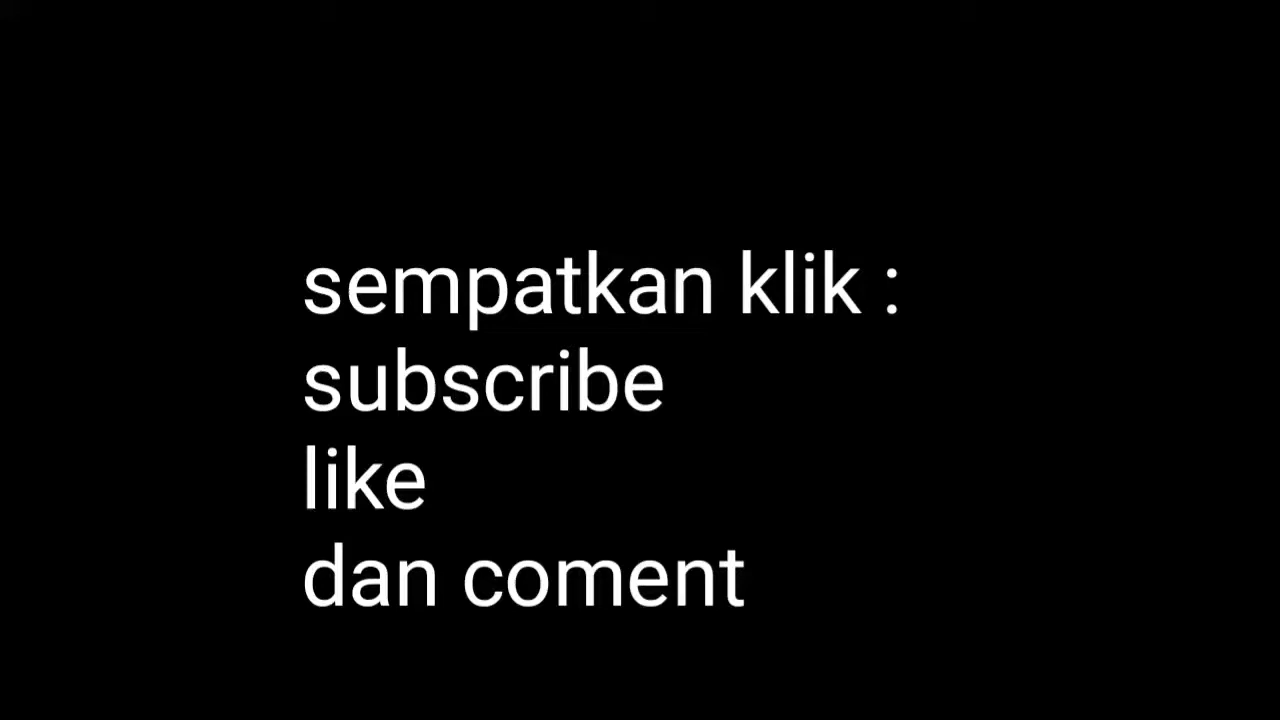 sempatkan klik :
subscribe
like
dan coment